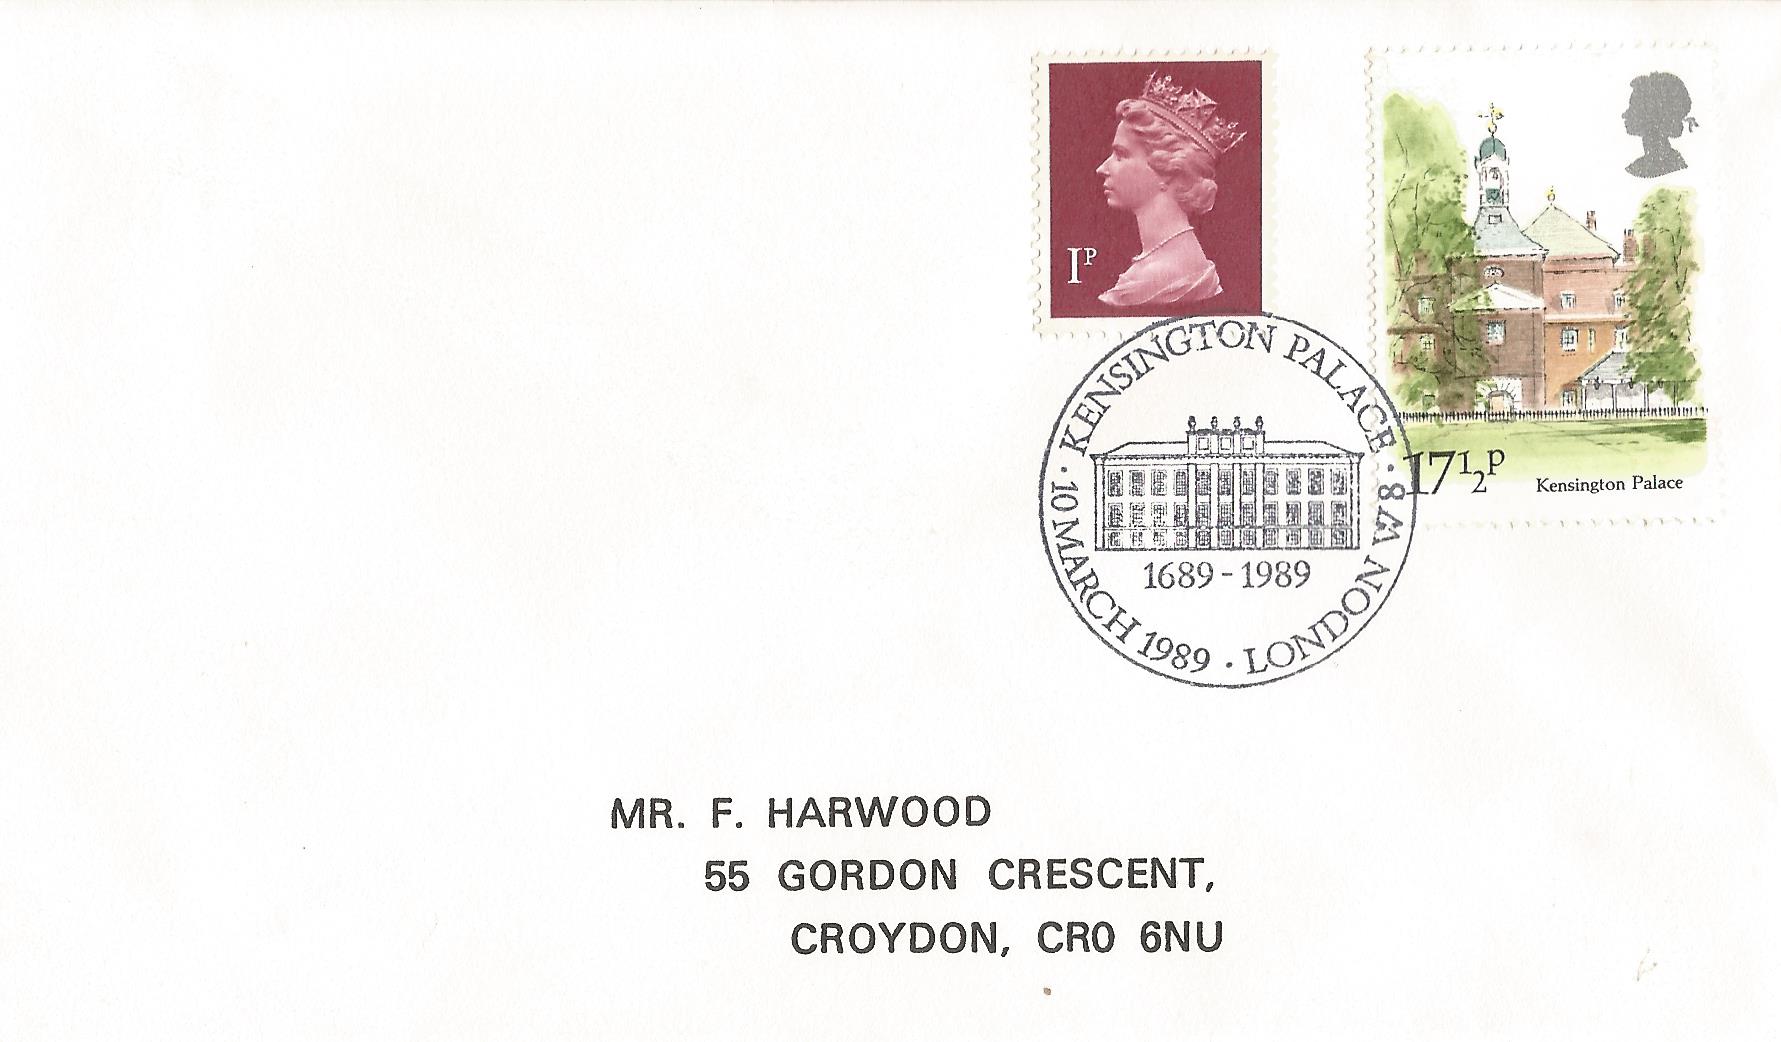 1P
17½P
Kensington Palace
· KENSINGTON PALACE ·
1689 - 1989
10 MARCH 1989 · LONDON W8
MR. F. HARWOOD
55 GORDON CRESCENT,
CROYDON, CR0 6NU